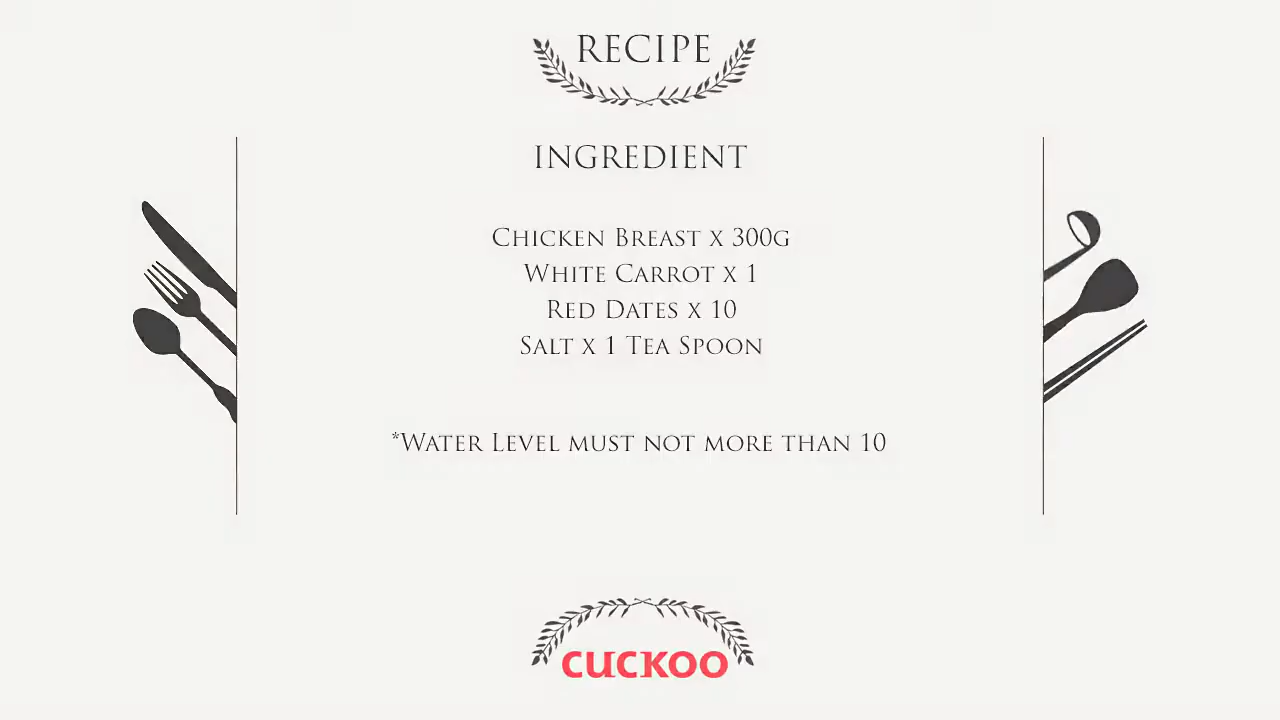 RECIPE
INGREDIENT
CHICKEN BREAST X 300G
WHITE CARROT X 1
RED DATES X 10
SALT X 1 TEA SPOON
*WATER LEVEL MUST NOT MORE THAN 10
CUCKOO